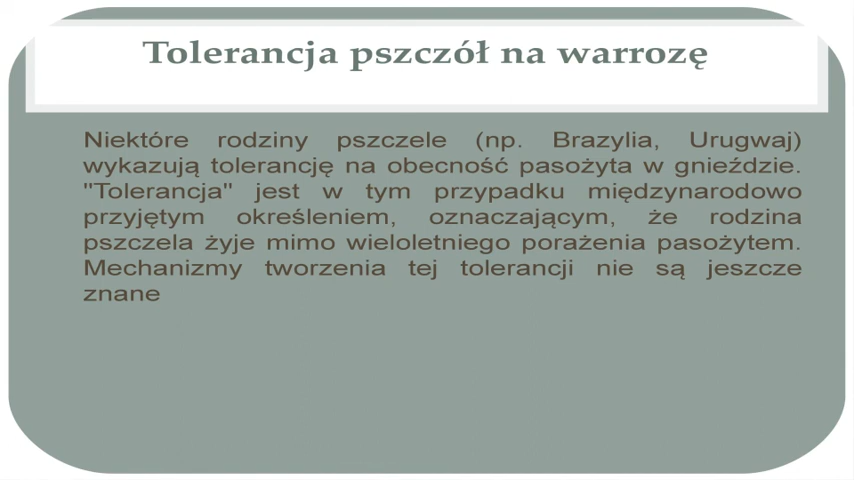 Tolerancja pszczół na warrozę
Niektóre rodziny pszczele (np. Brazylia, Urugwaj)
wykazują tolerancję na obecność pasożyta w gnieździe.
"Tolerancja" jest w tym przypadku międzynarodowo
przyjętym określeniem, oznaczającym, że rodzina
pszczela żyje mimo wieloletniego porażenia pasożytem.
Mechanizmy tworzenia tej tolerancji nie są jeszcze
znane